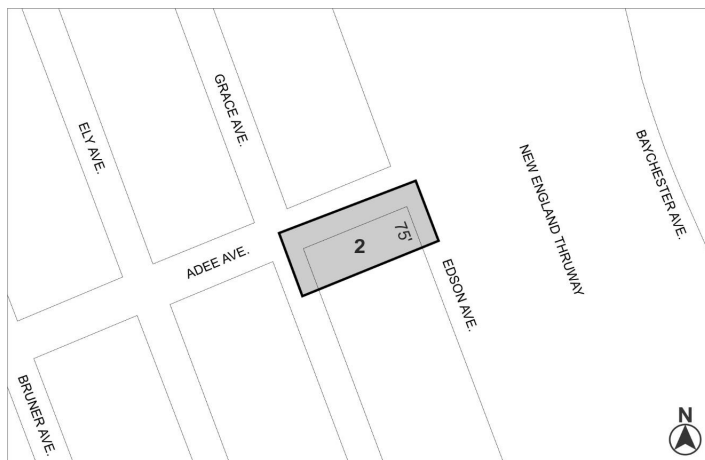 ELY AVE.
GRACE AVE.
NEW ENGLAND THRUWAY
BAYCHESTER AVE.
75'
2
ADEE AVE.
EDSON AVE.
BRUNER AVE.
N